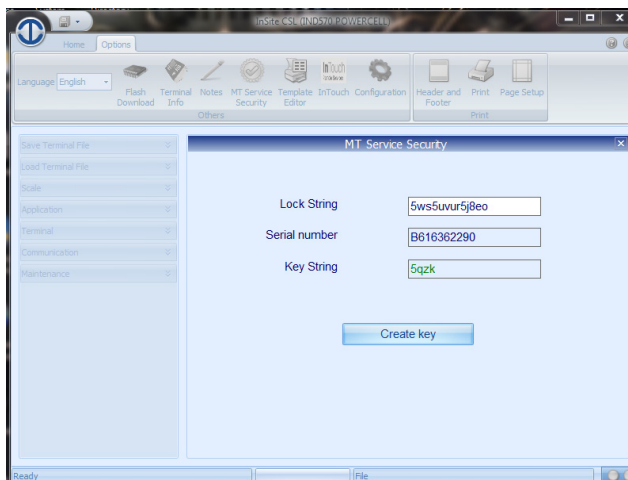 InSite CSL (IND570 POWERCELL)
Home Options
Language English
Flash Download
Terminal Info
Notes
MT Service Security
Template Editor
InTouch
Configuration
Header and Footer
Print
Page Setup
Others
Print
Save Terminal File
Load Terminal File
Scale
Application
Terminal
Communication
Maintenance
MT Service Security
Lock String 5ws5uvur5j8eo
Serial number B616362290
Key String 5qzk
Create key
Ready
File